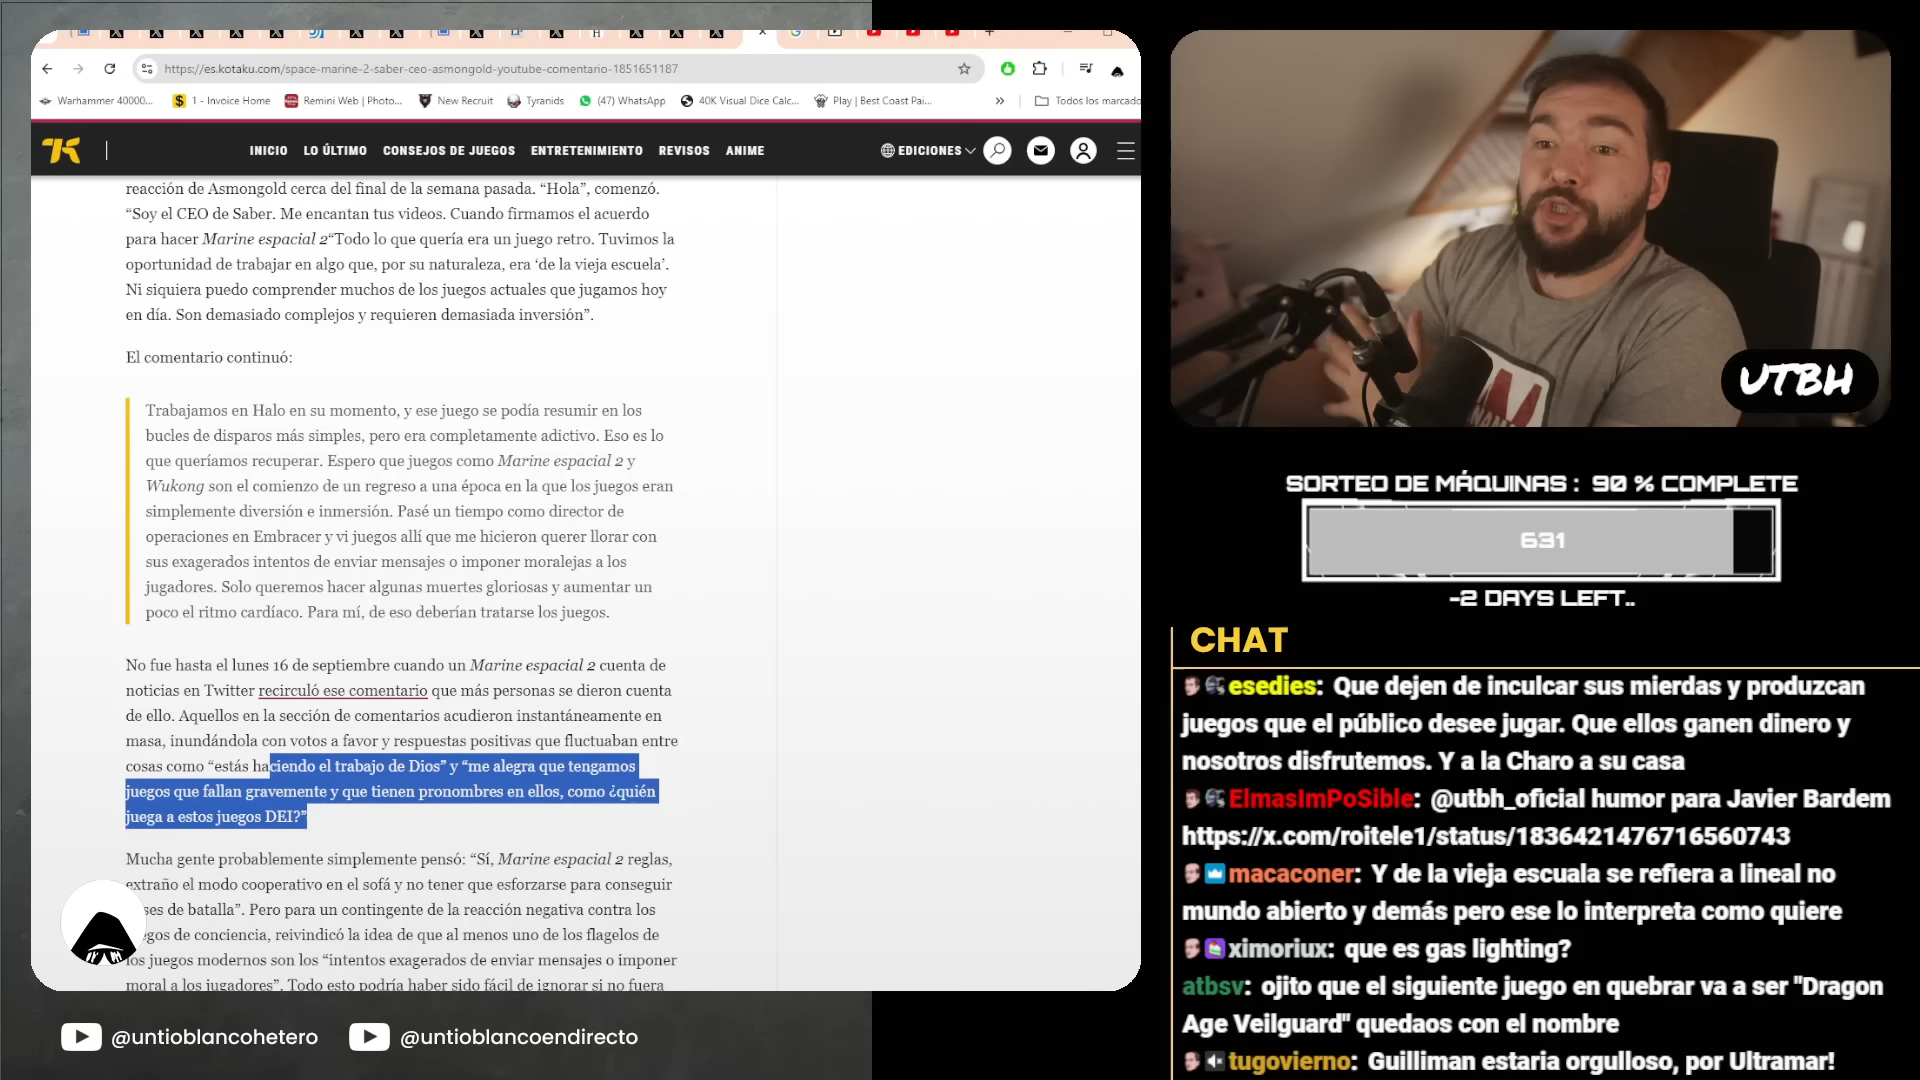 https://es.kotaku.com/space-marine-2-saber-ceo-asmongold-youtube-comentario-1851651187
Warhammer 40000...
1 - Invoice Home
Remini Web | Photo...
New Recruit
Tyranids
(47) WhatsApp
40K Visual Dice Calc...
Play | Best Coast Pai...
»
Todos los marcado
INICIO
LO ÚLTIMO
CONSEJOS DE JUEGOS
ENTRETENIMIENTO
REVISOS
ANIME
EDICIONES
reacción de Asmongold cerca del final de la semana pasada. “Hola”, comenzó.
“Soy el CEO de Saber. Me encantan tus videos. Cuando firmamos el acuerdo
para hacer Marine espacial 2“Todo lo que quería era un juego retro. Tuvimos la
oportunidad de trabajar en algo que, por su naturaleza, era ‘de la vieja escuela’.
Ni siquiera puedo comprender muchos de los juegos actuales que jugamos hoy
en día. Son demasiado complejos y requieren demasiada inversión”.
El comentario continuó:
Trabajamos en Halo en su momento, y ese juego se podía resumir en los
bucles de disparos más simples, pero era completamente adictivo. Eso es lo
que queríamos recuperar. Espero que juegos como Marine espacial 2 y
Wukong son el comienzo de un regreso a una época en la que los juegos eran
simplemente diversión e inmersión. Pasé un tiempo como director de
operaciones en Embracer y vi juegos allí que me hicieron querer llorar con
sus exagerados intentos de enviar mensajes o imponer moralejas a los
jugadores. Solo queremos hacer algunas muertes gloriosas y aumentar un
poco el ritmo cardíaco. Para mí, de eso deberían tratarse los juegos.
No fue hasta el lunes 16 de septiembre cuando un Marine espacial 2 cuenta de
noticias en Twitter recirculó ese comentario que más personas se dieron cuenta
de ello. Aquellos en la sección de comentarios acudieron instantáneamente en
masa, inundándola con votos a favor y respuestas positivas que fluctuaban entre
cosas como “estás haciendo el trabajo de Dios” y “me alegra que tengamos
juegos que fallan gravemente y que tienen pronombres en ellos, como ¿quién
juega a estos juegos DEI?”
Mucha gente probablemente simplemente pensó: “Sí, Marine espacial 2 reglas,
extraño el modo cooperativo en el sofá y no tener que esforzarse para conseguir
ses de batalla”. Pero para un contingente de la reacción negativa contra los
egos de conciencia, reivindicó la idea de que al menos uno de los flagelos de
los juegos modernos son los “intentos exagerados de enviar mensajes o imponer
moral a los jugadores”. Todo esto podría haber sido fácil de ignorar si no fuera
@untioblancohetero
@untioblancoendirecto
UTBH
SORTEO DE MÁQUINAS : 90 % COMPLETE
631
-2 DAYS LEFT..
CHAT
esedies: Que dejen de inculcar sus mierdas y produzcan
juegos que el público desee jugar. Que ellos ganen dinero y
nosotros disfrutemos. Y a la Charo a su casa
ElmasImPoSible: @utbh_oficial humor para Javier Bardem
https://x.com/roitele1/status/1836421476716560743
macaconer: Y de la vieja escuala se refiera a lineal no
mundo abierto y demás pero ese lo interpreta como quiere
ximoriux: que es gas lighting?
atbsv: ojito que el siguiente juego en quebrar va a ser "Dragon
Age Veilguard" quedaos con el nombre
tugovierno: Guilliman estaria orgulloso, por Ultramar!